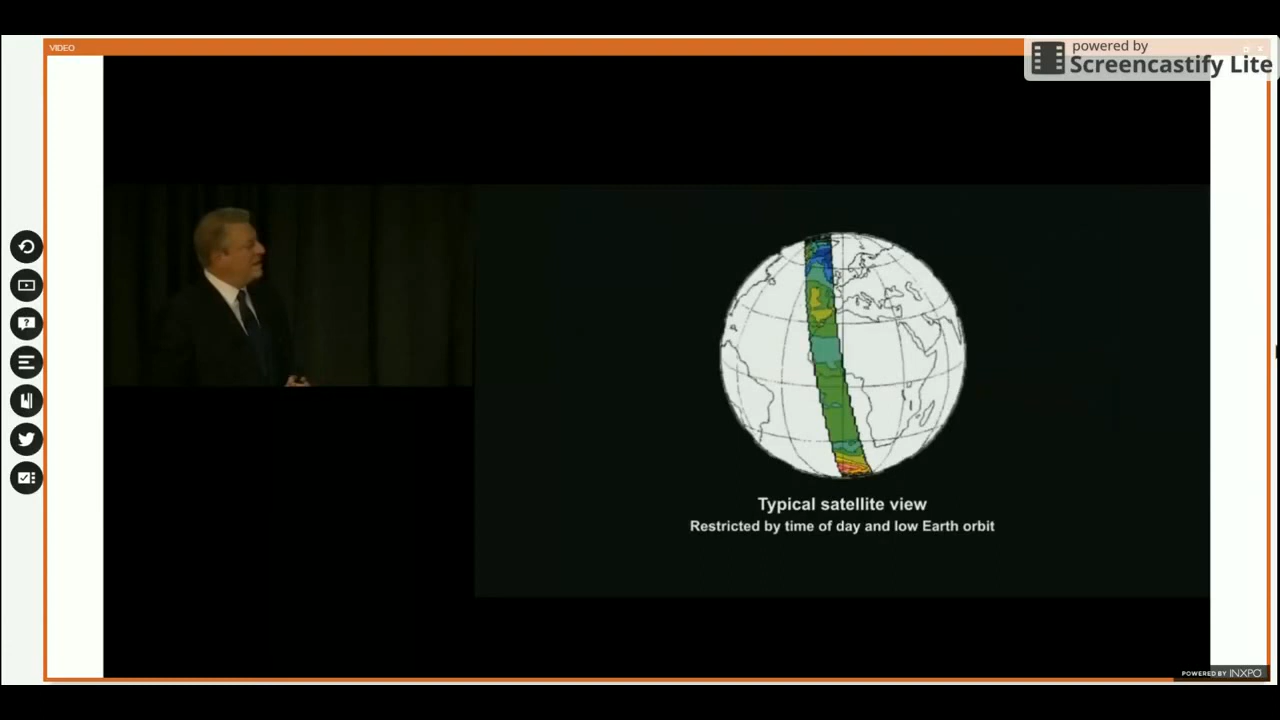 VIDEO
powered by
Screencastify Lite
Typical satellite view
Restricted by time of day and low Earth orbit
POWERED BY INXPO